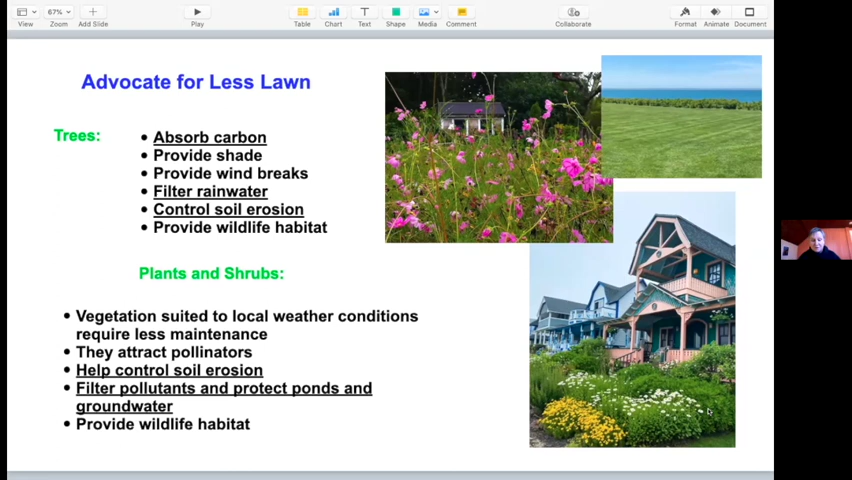 67%
View
Zoom
Add Slide
Play
Table
Chart
Text
Shape
Media
Comment
Collaborate
Format
Animate
Document
Advocate for Less Lawn
Trees:
• Absorb carbon
• Provide shade
• Provide wind breaks
• Filter rainwater
• Control soil erosion
• Provide wildlife habitat
Plants and Shrubs:
• Vegetation suited to local weather conditions
require less maintenance
• They attract pollinators
• Help control soil erosion
• Filter pollutants and protect ponds and
groundwater
• Provide wildlife habitat